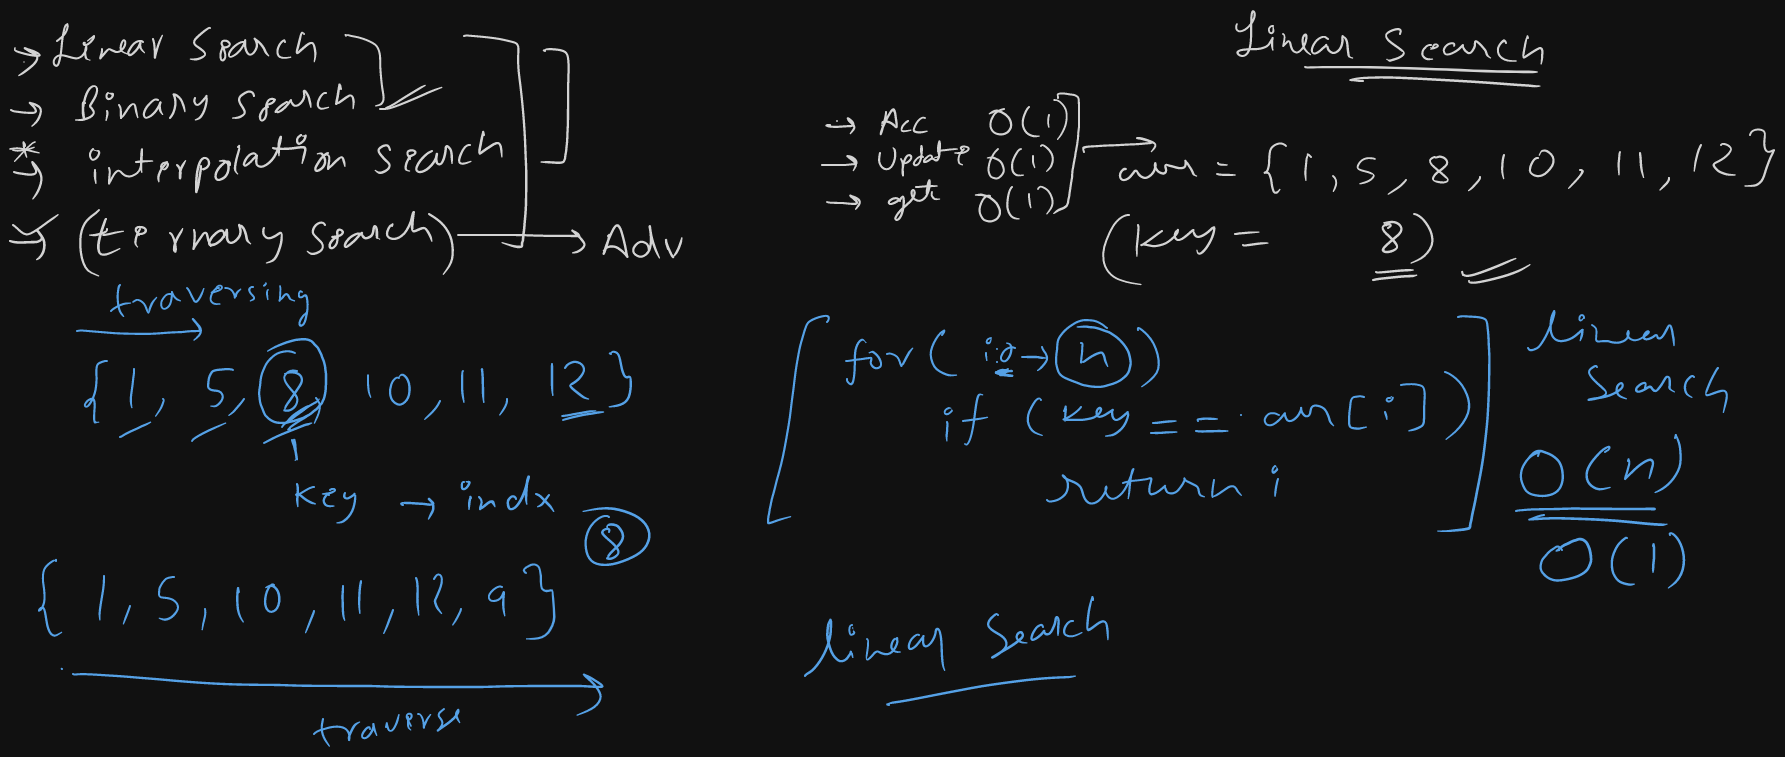 → Linear Search
→ Binary Search
* → interpolation Search
→ (ternary search) → Adv
traversing
{1, 5, 8, 10, 11, 12}
key → indx
8
{1, 5, 10, 11, 12, 9}
traverse
Linear Search
→ Acc O(1)
→ Update O(1)
→ get O(1)
→ arr = {1, 5, 8, 10, 11, 12}
(key = 8)
for( i=0 → n)
if (key == arr[i])
return i
linear
Search
O(n)
O(1)
linear Search